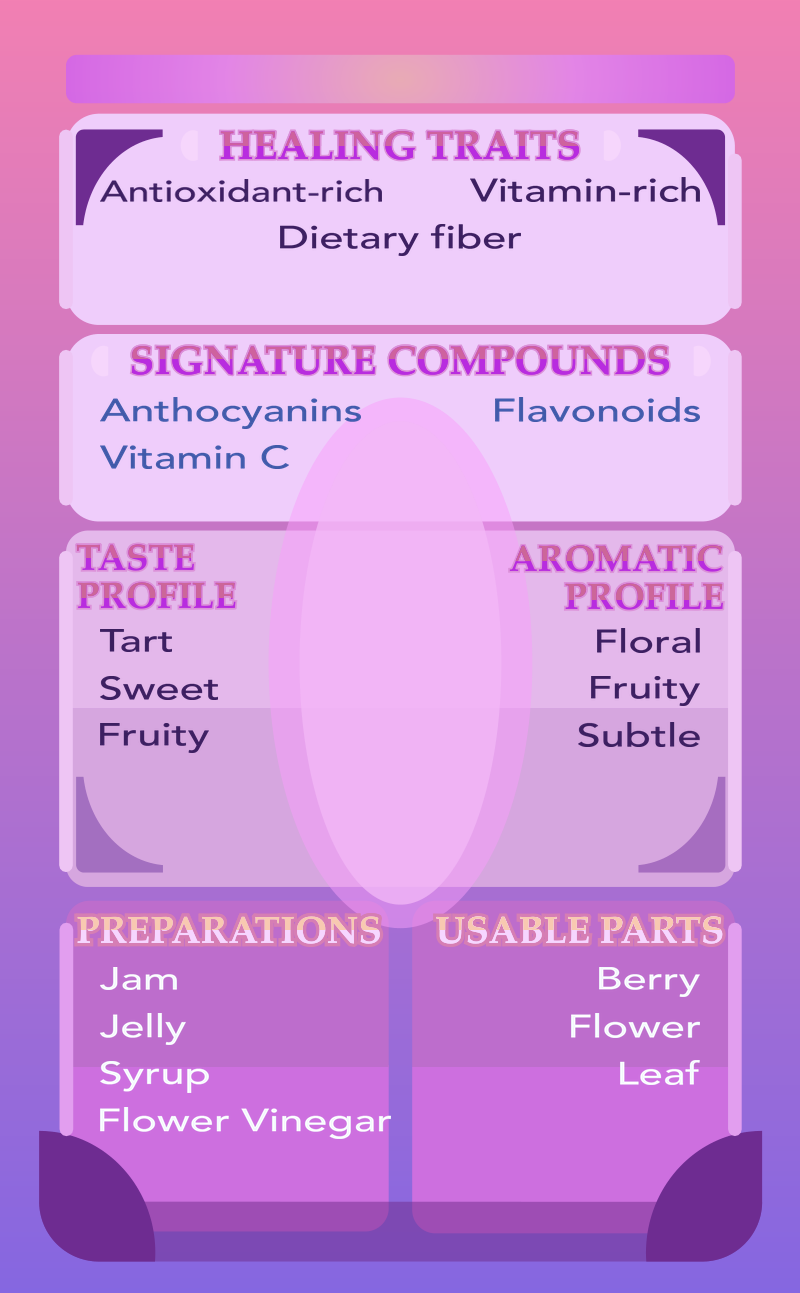 HEALING TRAITS
Antioxidant-rich Vitamin-rich
Dietary fiber
SIGNATURE COMPOUNDS
Anthocyanins Flavonoids
Vitamin C
TASTE
PROFILE
Tart
Sweet
Fruity
AROMATIC
PROFILE
Floral
Fruity
Subtle
PREPARATIONS
Jam
Jelly
Syrup
Flower Vinegar
USABLE PARTS
Berry
Flower
Leaf